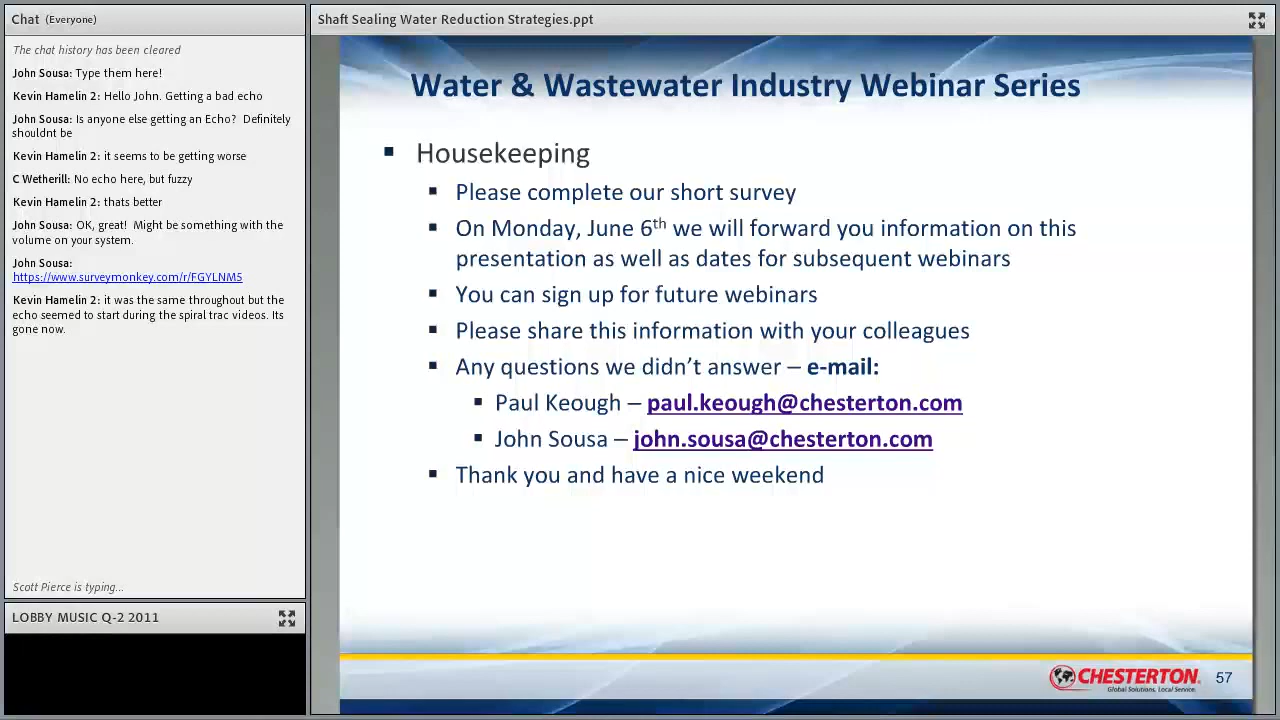 Chat (Everyone)
The chat history has been cleared
John Sousa: Type them here!
Kevin Hamelin 2: Hello John. Getting a bad echo
John Sousa: Is anyone else getting an Echo?  Definitely
shouldnt be
Kevin Hamelin 2: it seems to be getting worse
C Wetherill: No echo here, but fuzzy
Kevin Hamelin 2: thats better
John Sousa: OK, great!  Might be something with the
volume on your system.
John Sousa:
https://www.surveymonkey.com/r/FGYLNM5
Kevin Hamelin 2: it was the same throughout but the
echo seemed to start during the spiral trac videos. Its
gone now.
Scott Pierce is typing...
LOBBY MUSIC Q-2 2011
Shaft Sealing Water Reduction Strategies.ppt
Water & Wastewater Industry Webinar Series
▪ Housekeeping
▪ Please complete our short survey
▪ On Monday, June 6th we will forward you information on this
presentation as well as dates for subsequent webinars
▪ You can sign up for future webinars
▪ Please share this information with your colleagues
▪ Any questions we didn’t answer – e-mail:
▪ Paul Keough – paul.keough@chesterton.com
▪ John Sousa – john.sousa@chesterton.com
▪ Thank you and have a nice weekend
CHESTERTON
Global Solutions, Local Service.
57